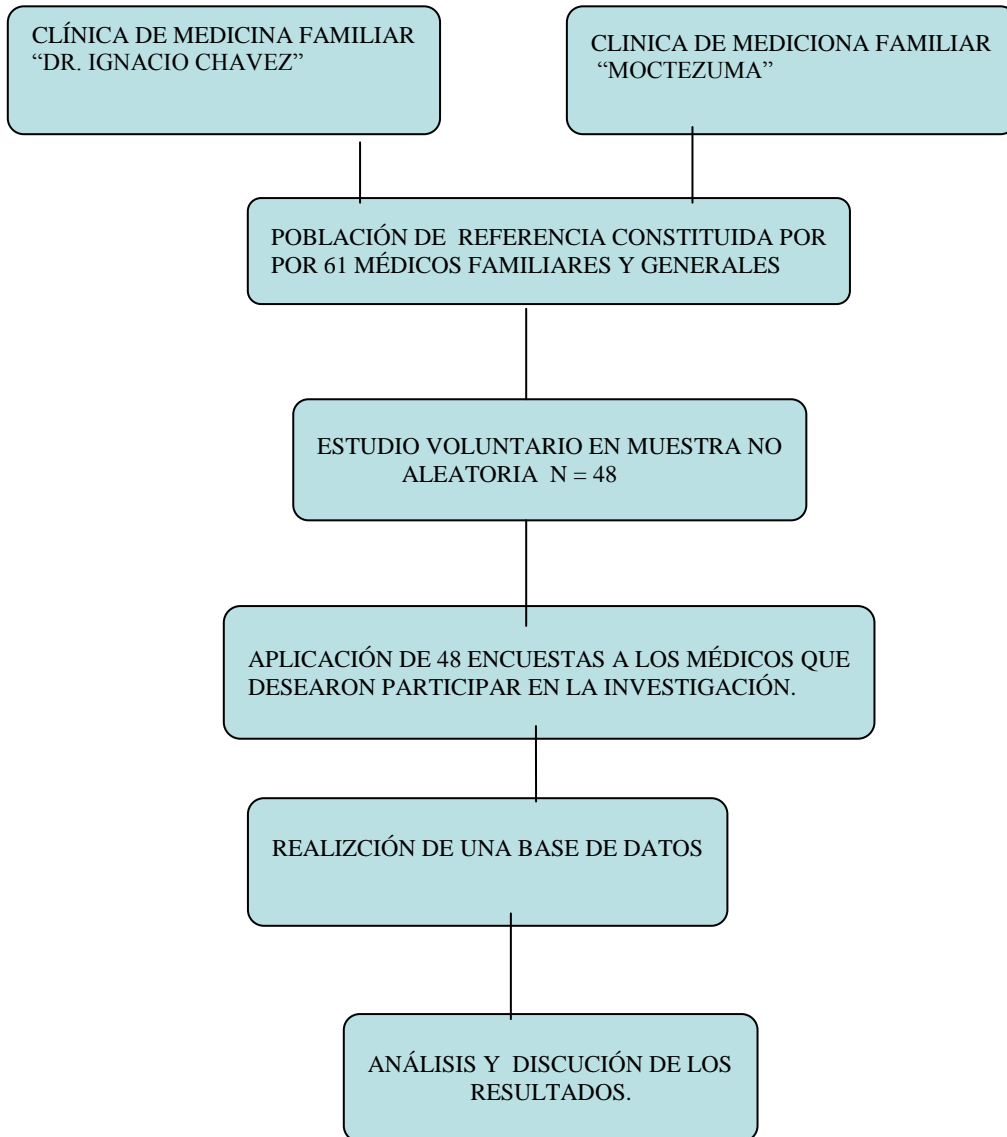 CLÍNICA DE MEDICINA FAMILIAR
“DR. IGNACIO CHAVEZ”
CLINICA DE MEDICIONA FAMILIAR
“MOCTEZUMA”
POBLACIÓN DE REFERENCIA CONSTITUIDA POR
POR 61 MÉDICOS FAMILIARES Y GENERALES
ESTUDIO VOLUNTARIO EN MUESTRA NO
ALEATORIA N = 48
APLICACIÓN DE 48 ENCUESTAS A LOS MÉDICOS QUE
DESEARON PARTICIPAR EN LA INVESTIGACIÓN.
REALIZCIÓN DE UNA BASE DE DATOS
ANÁLISIS Y DISCUCIÓN DE LOS
RESULTADOS.